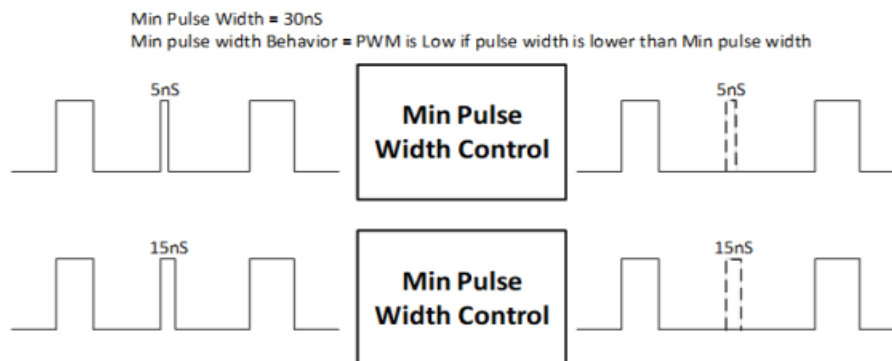 Min Pulse Width = 30nS
Min pulse width Behavior = PWM is Low if pulse width is lower than Min pulse width
5nS
Min Pulse
Width Control
5nS
15nS
Min Pulse
Width Control
15nS